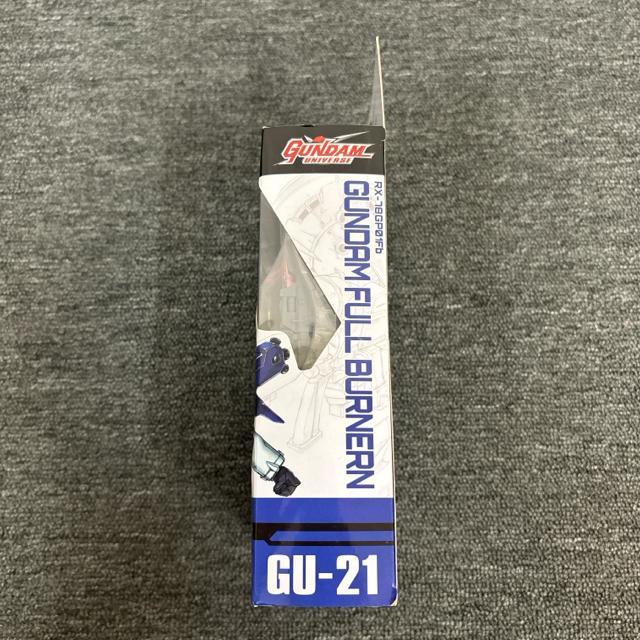 GUNDAM
UNIVERSE
RX-78GP01Fb
GUNDAM FULL BURNERN
GU-21